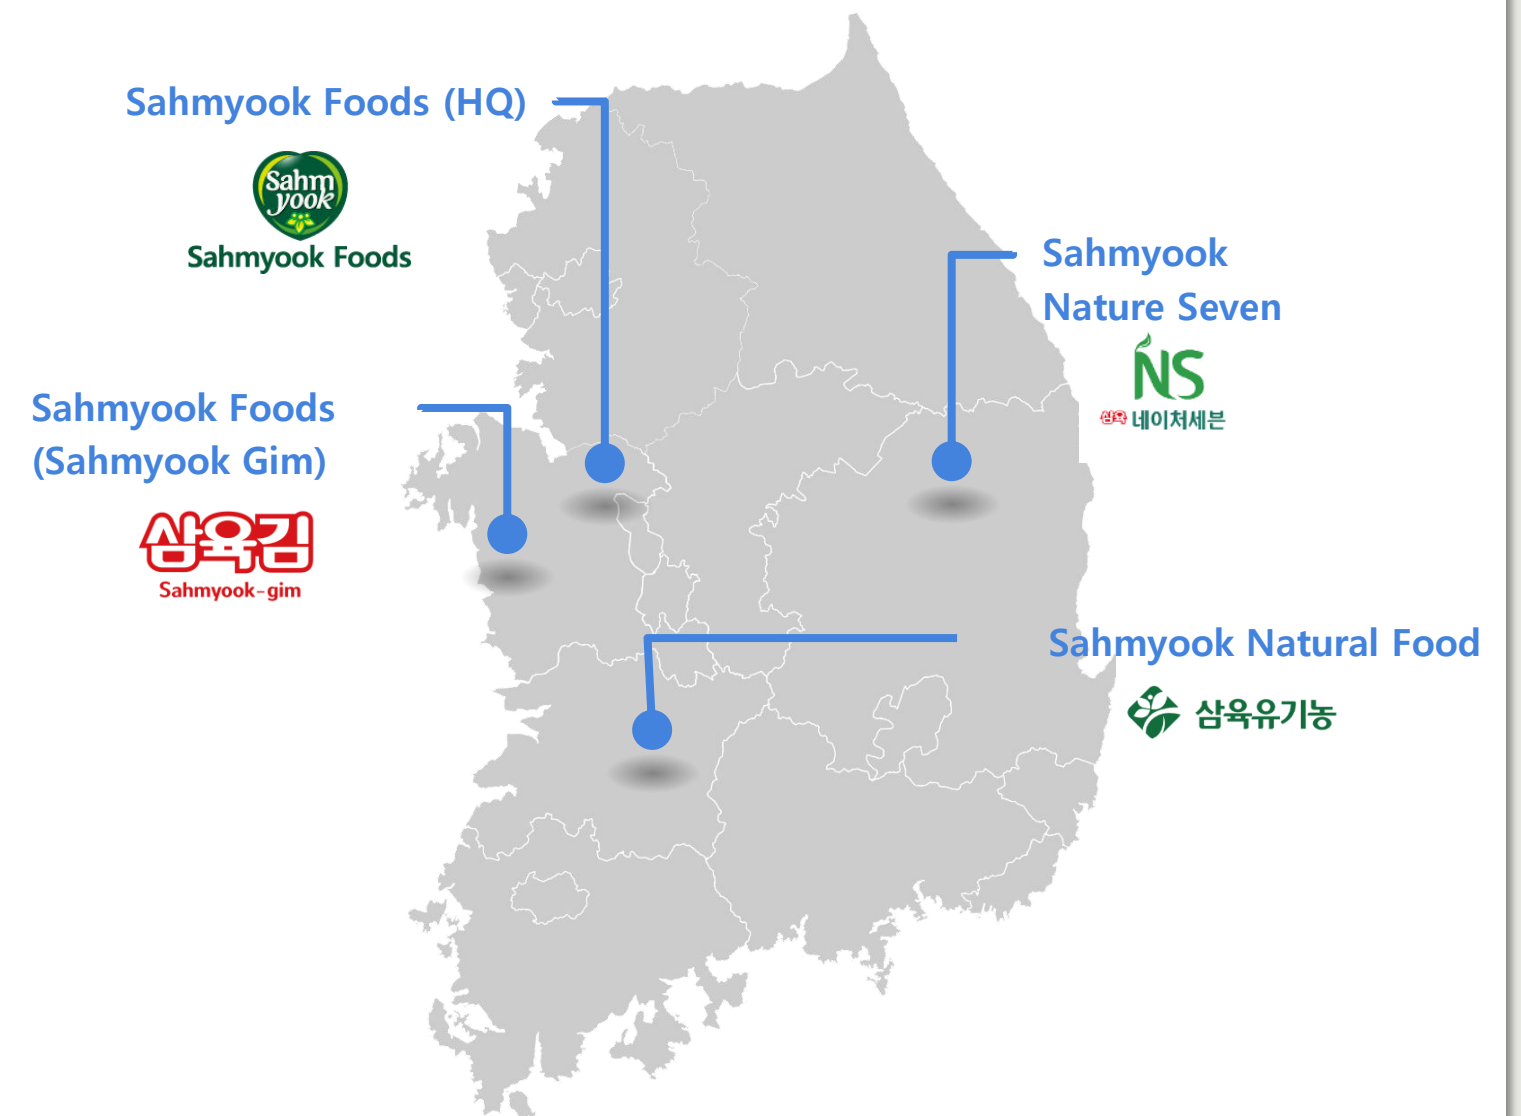 Sahmyook Foods (HQ)
Sahm
yook
Sahmyook Foods
Sahmyook
Nature Seven
NS
삼육 네이처세븐
Sahmyook Foods
(Sahmyook Gim)
삼육김
Sahmyook-gim
Sahmyook Natural Food
삼육유기농